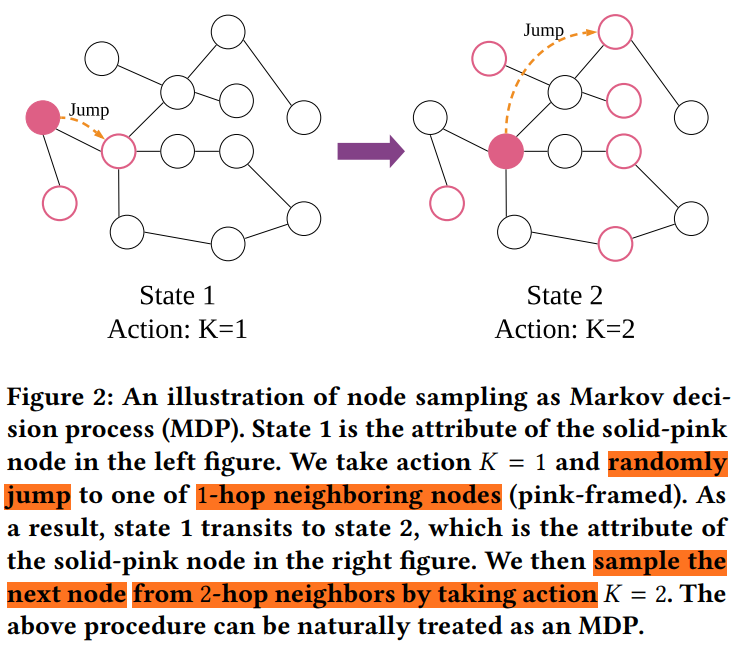 Jump
Jump
State 1
Action: K=1
State 2
Action: K=2
Figure 2: An illustration of node sampling as Markov deci-
sion process (MDP). State 1 is the attribute of the solid-pink
node in the left figure. We take action K = 1 and randomly
jump to one of 1-hop neighboring nodes (pink-framed). As
a result, state 1 transits to state 2, which is the attribute of
the solid-pink node in the right figure. We then sample the
next node from 2-hop neighbors by taking action K = 2. The
above procedure can be naturally treated as an MDP.